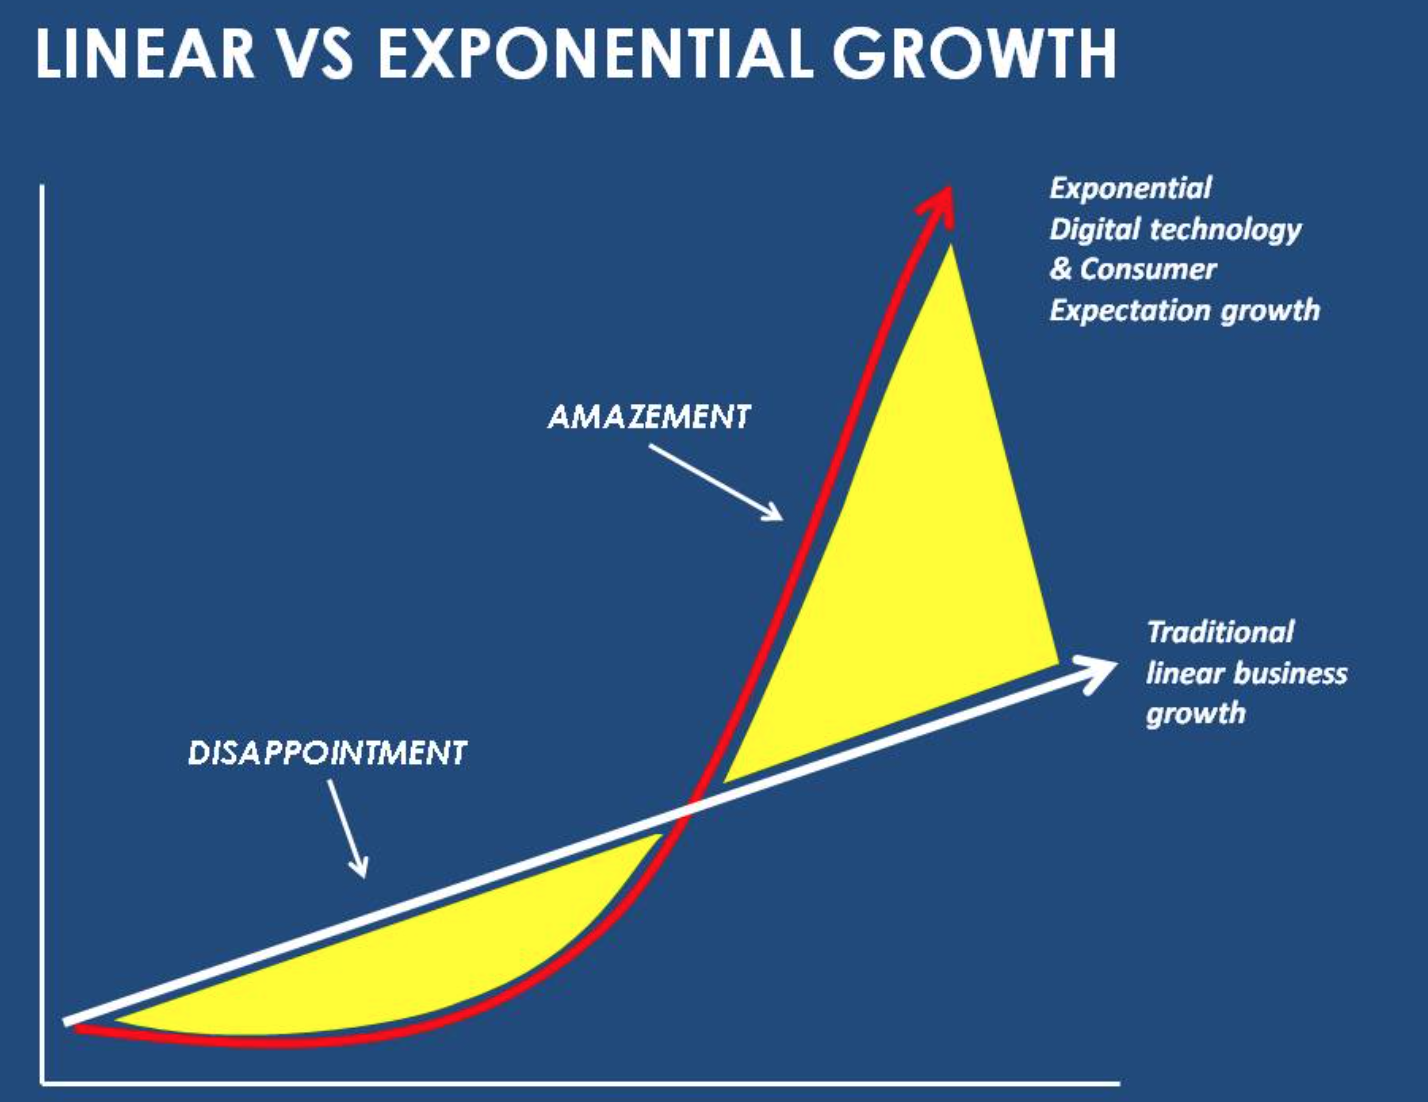 LINEAR VS EXPONENTIAL GROWTH
Exponential
Digital technology
& Consumer
Expectation growth
AMAZEMENT
Traditional
linear business
growth
DISAPPOINTMENT